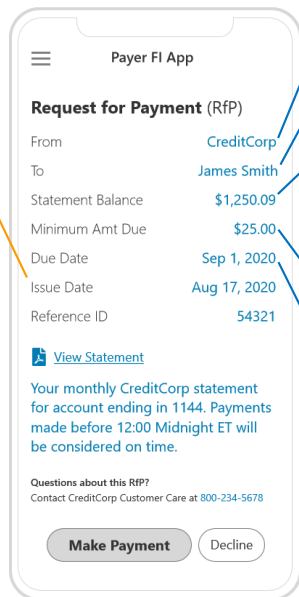 Payer FI App
Request for Payment (RfP)
From CreditCorp
To James Smith
Statement Balance $1,250.09
Minimum Amt Due $25.00
Due Date Sep 1, 2020
Issue Date Aug 17, 2020
Reference ID 54321
View Statement
Your monthly CreditCorp statement
for account ending in 1144. Payments
made before 12:00 Midnight ET will
be considered on time.
Questions about this RfP?
Contact CreditCorp Customer Care at 800-234-5678
Make Payment Decline